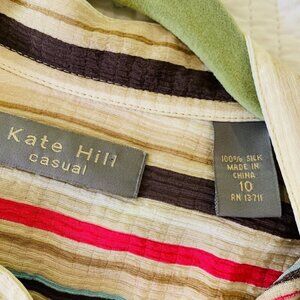 Kate Hill
casual
100% SILK
MADE IN
CHINA
10
RN 13711